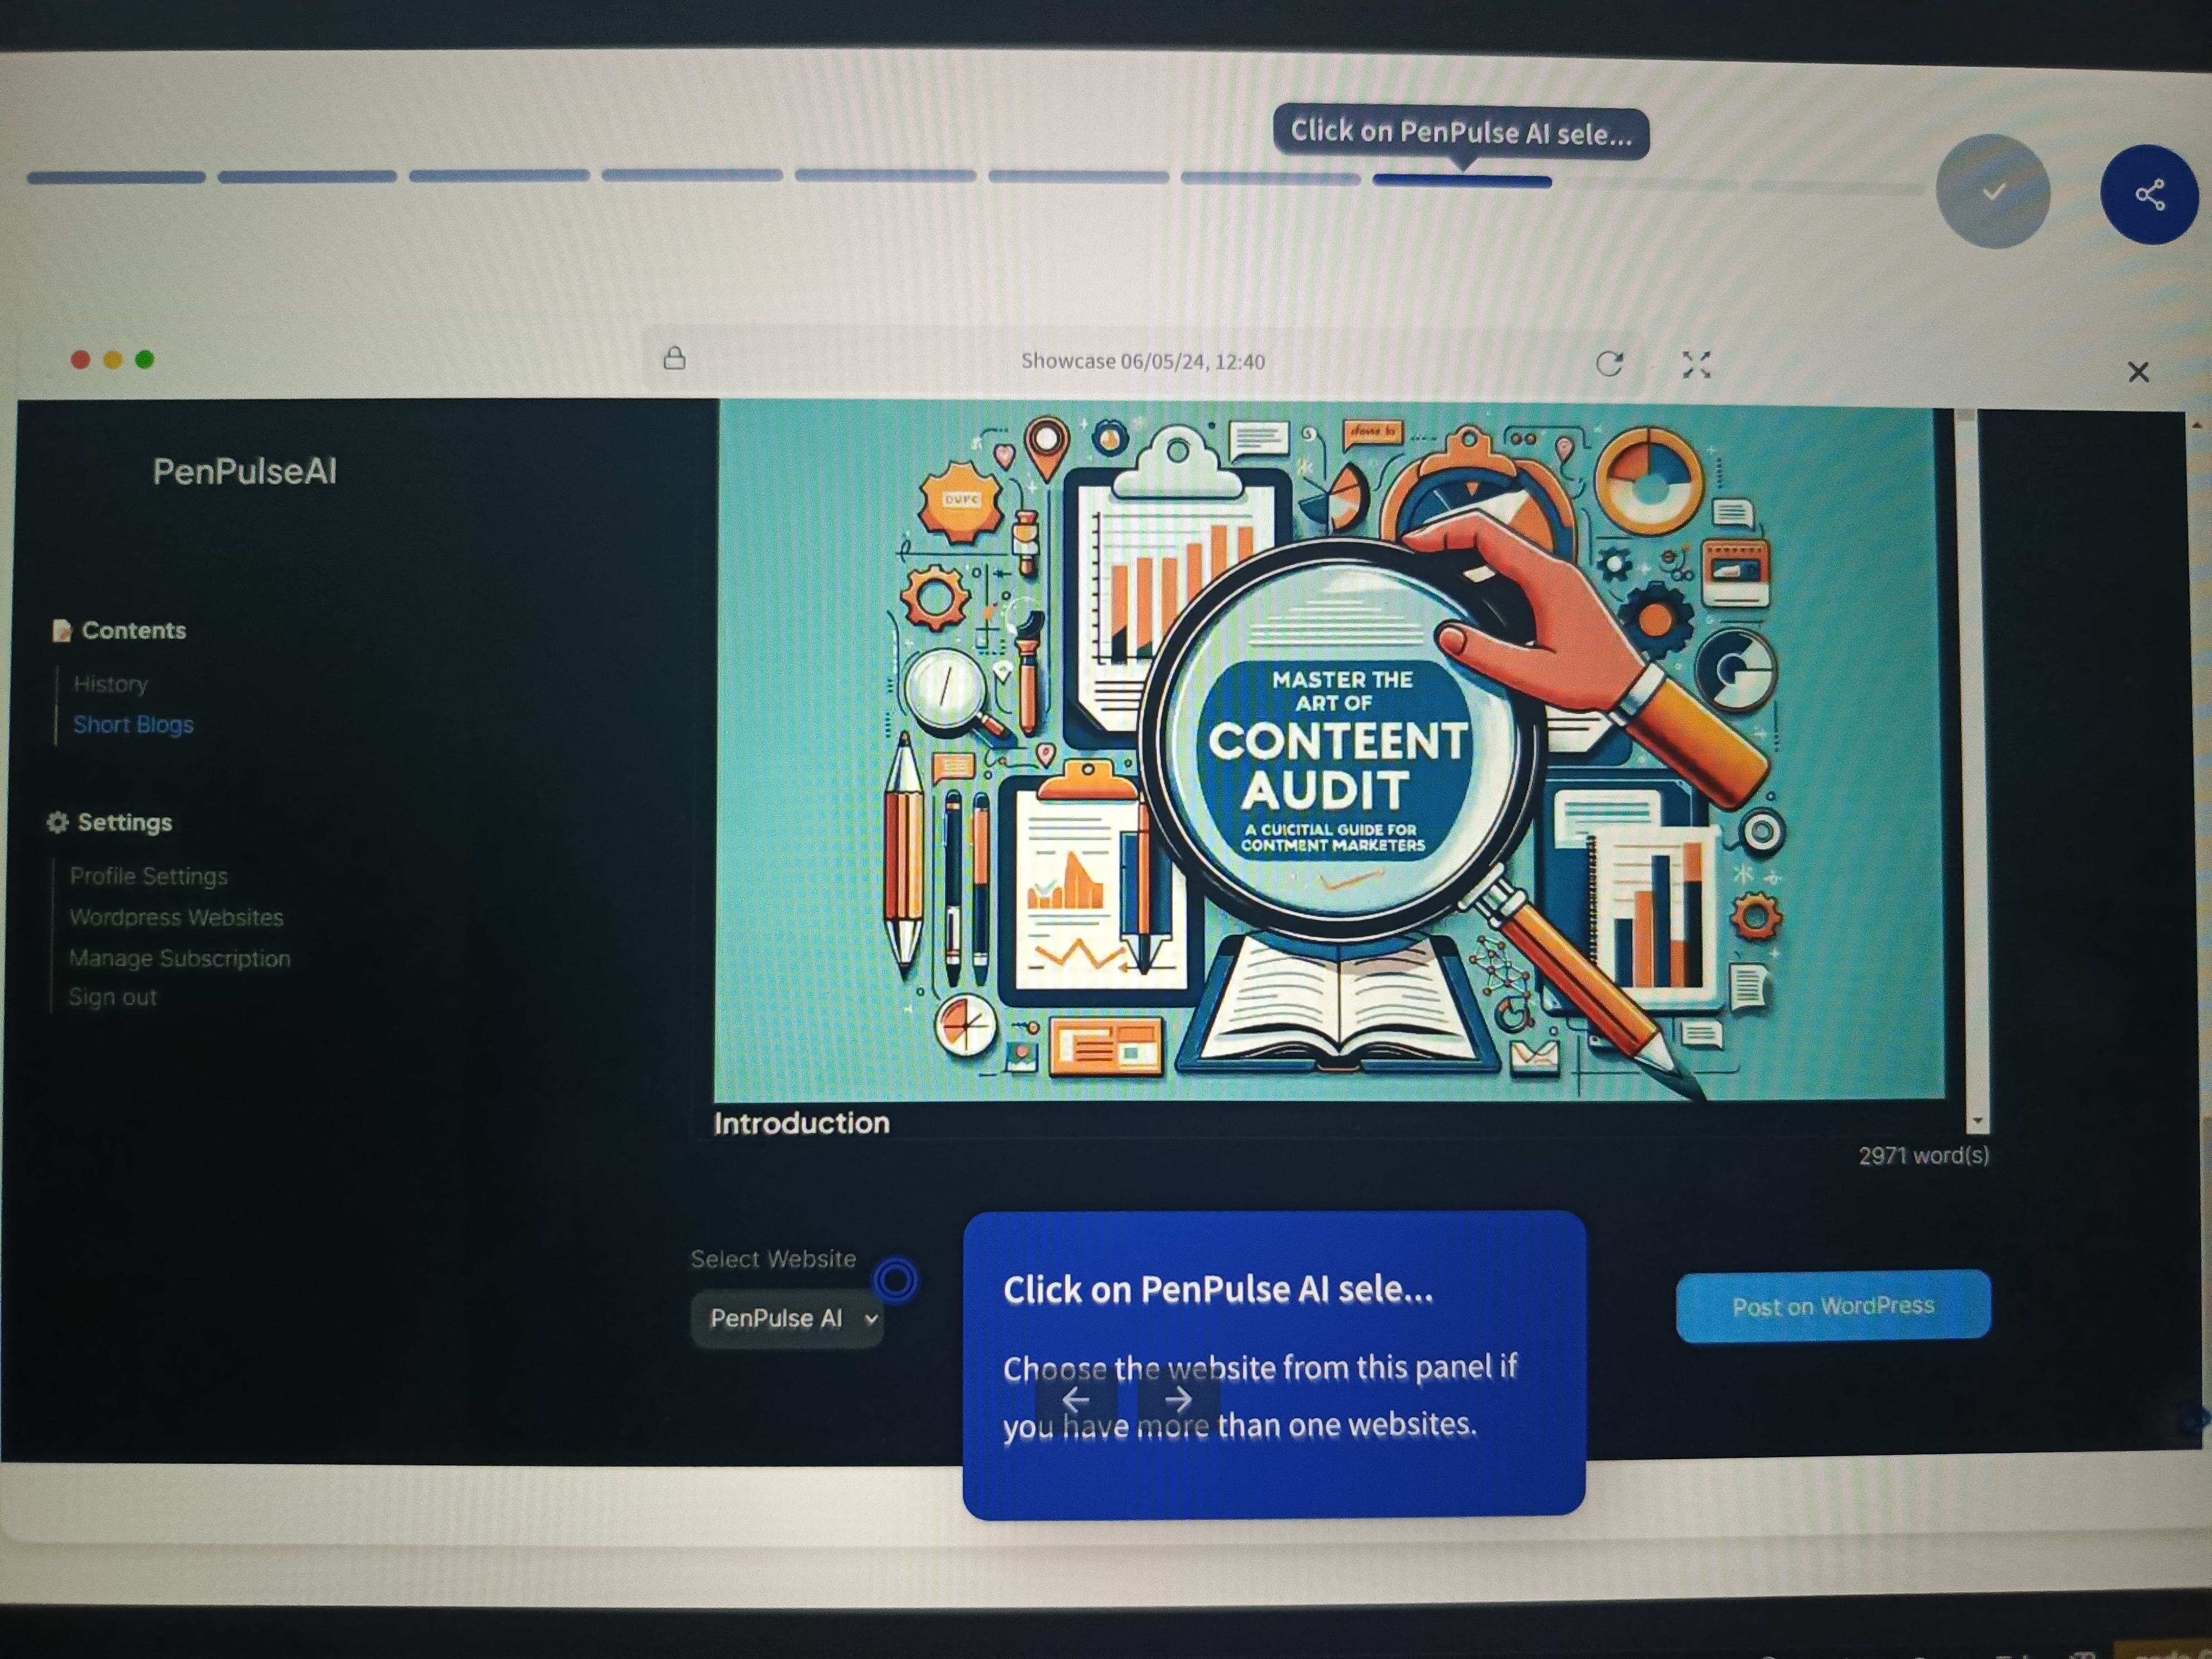 Click on PenPulse AI sele...
Showcase 06/05/24, 12:40
PenPulseAI
Contents
History
Short Blogs
Settings
Profile Settings
Wordpress Websites
Manage Subscription
Sign out
MASTER THE
ART OF
CONTEENT
AUDIT
A CUICITIAL GUIDE FOR
CONTMENT MARKETERS
Introduction
2971 word(s)
Select Website
PenPulse AI
Click on PenPulse AI sele...
Choose the website from this panel if
you have more than one websites.
Post on WordPress